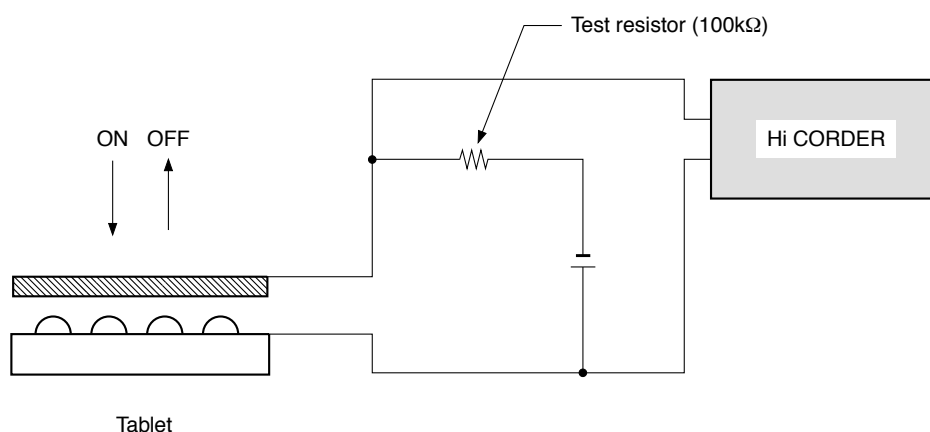 Test resistor (100kΩ)
Hi CORDER
ON OFF
Tablet